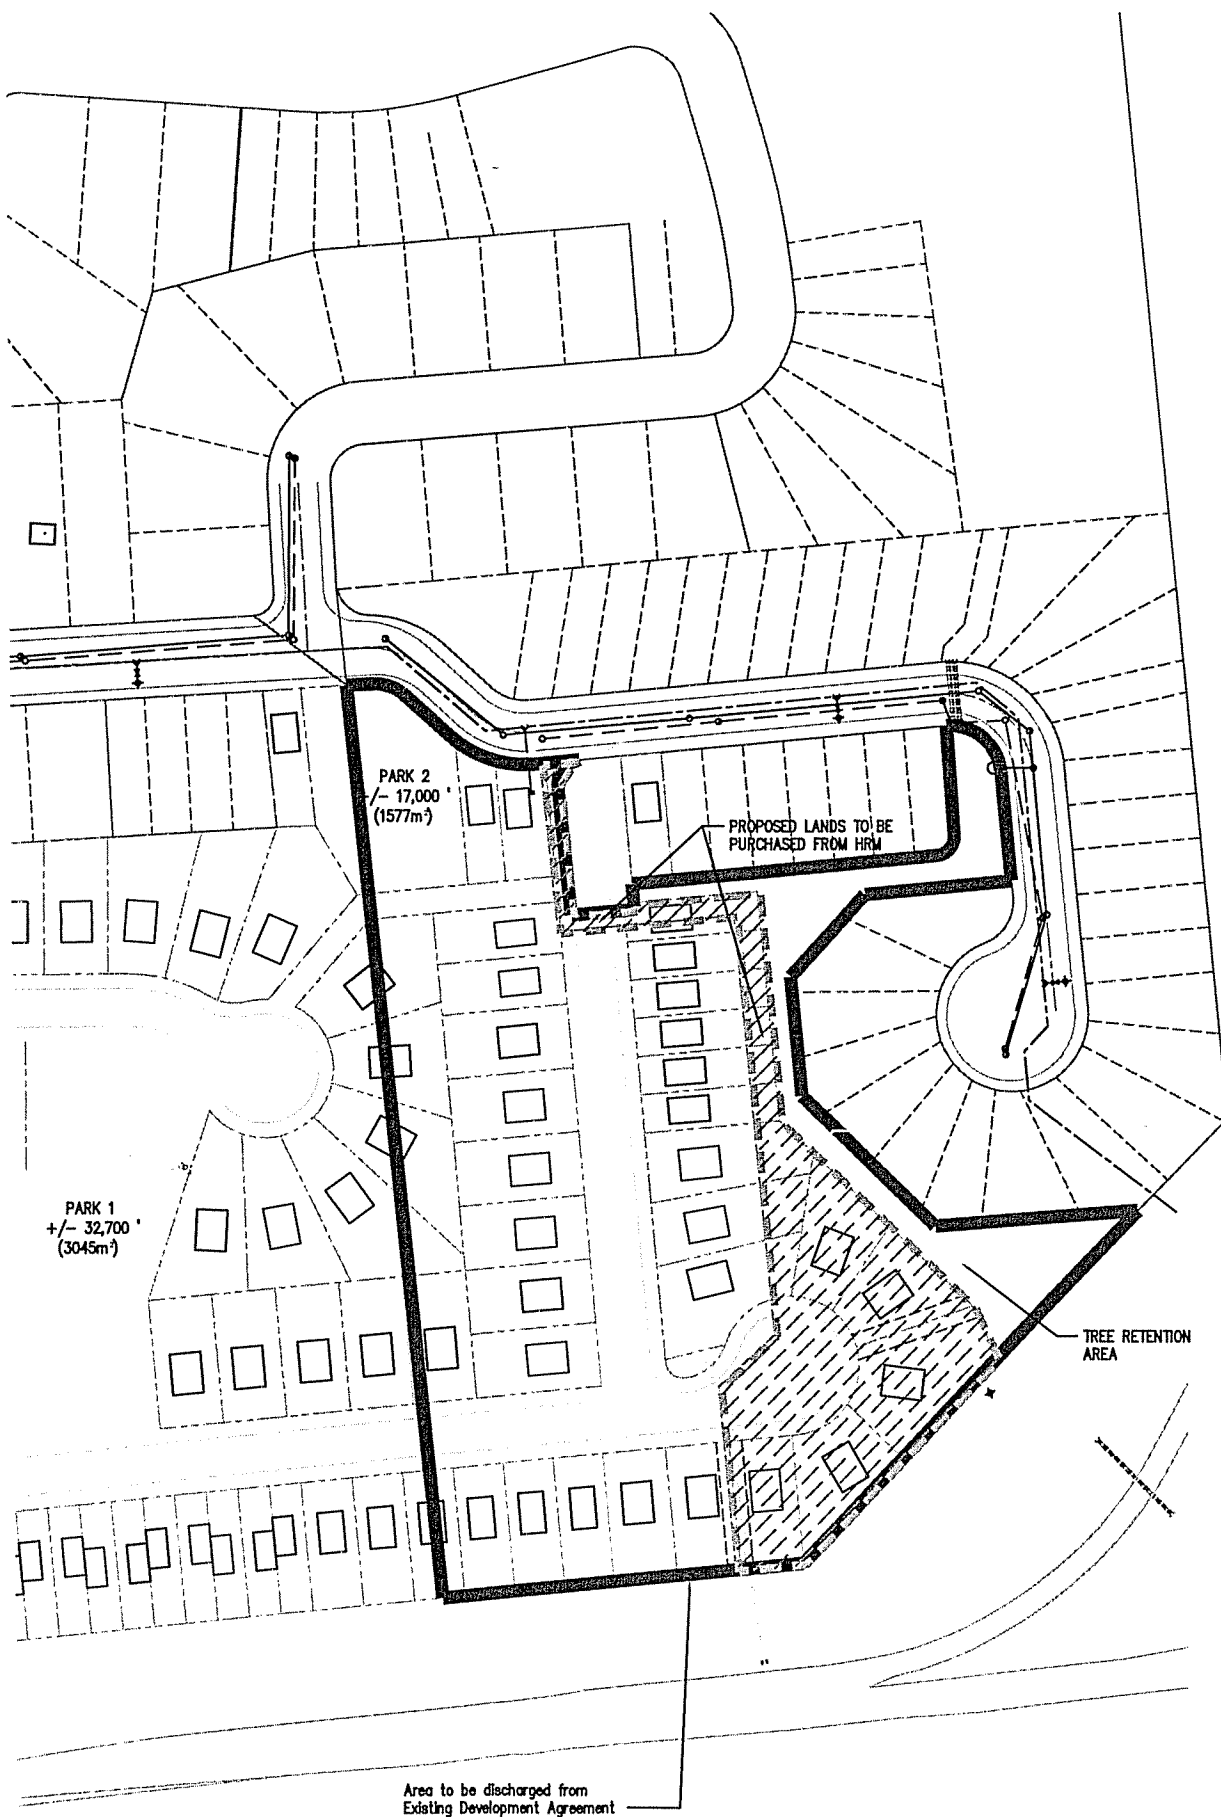 PARK 2
+/- 17,000 '
(1577m²)
PROPOSED LANDS TO BE
PURCHASED FROM HRM
PARK 1
+/- 32,700 '
(3045m²)
TREE RETENTION
AREA
Area to be discharged from
Existing Development Agreement